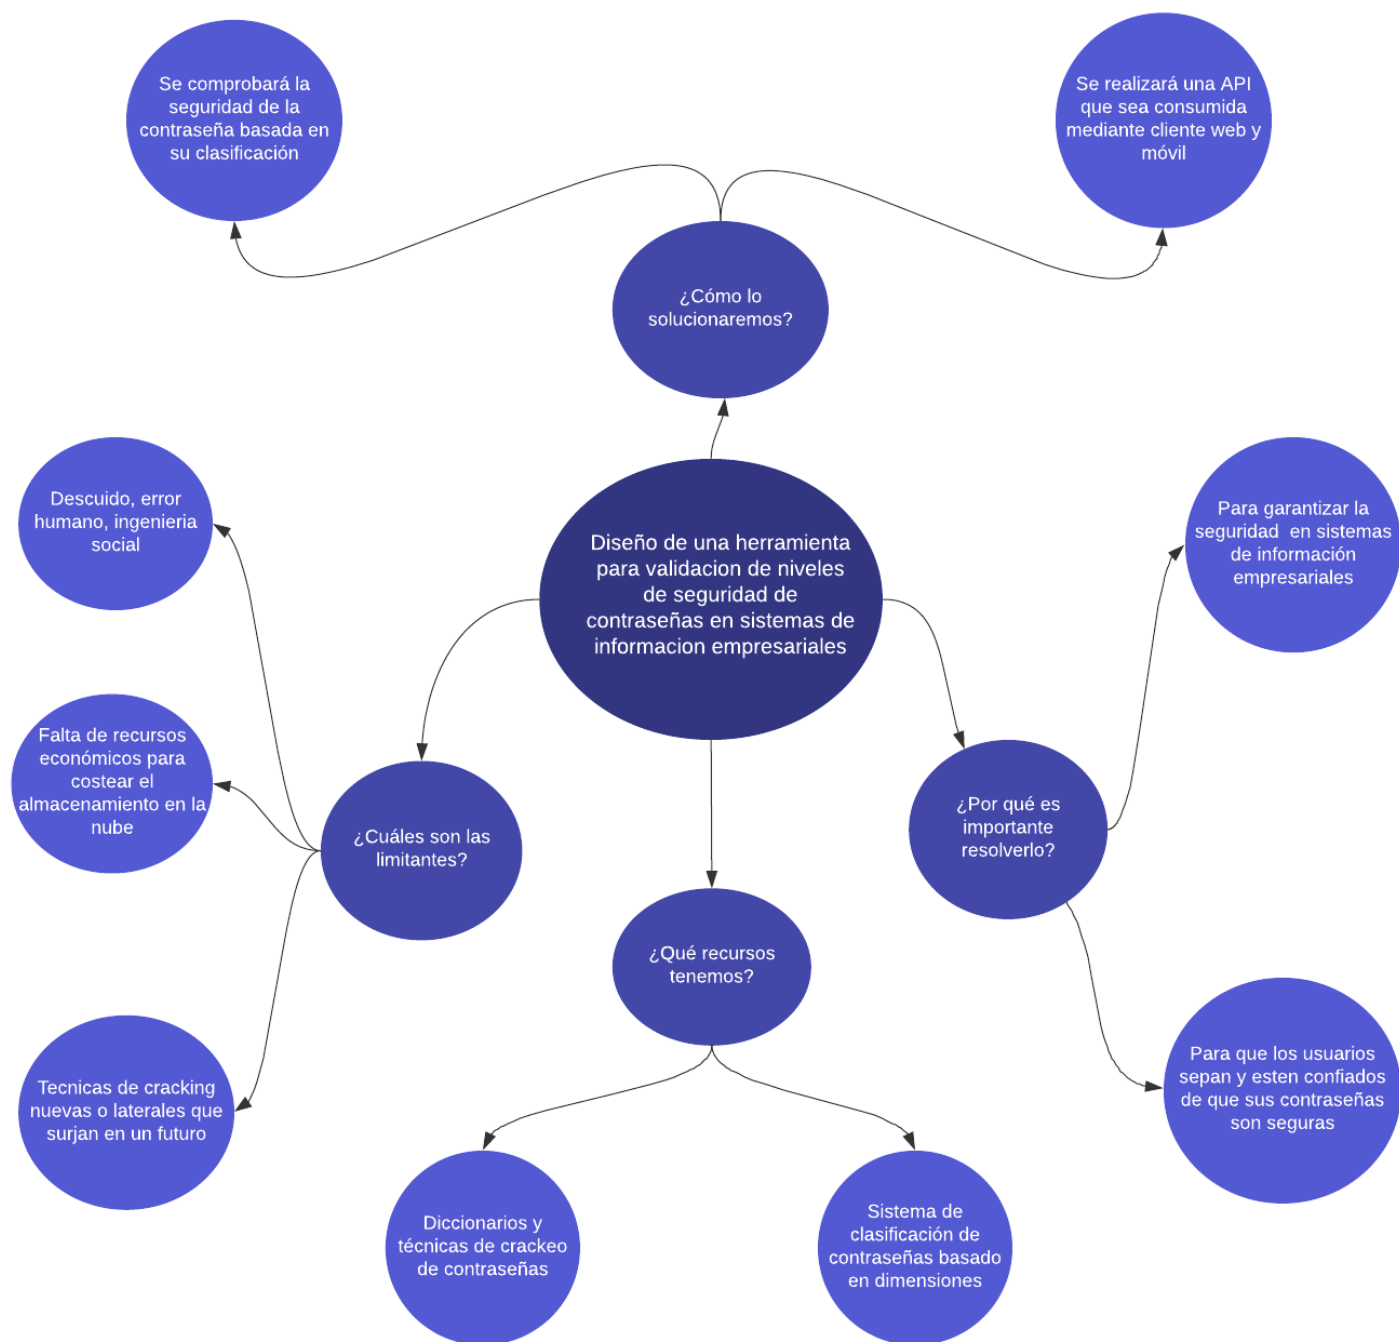 Se comprobará la
seguridad de la
contraseña basada en
su clasificación
Se realizará una API
que sea consumida
mediante cliente web y
móvil
¿Cómo lo
solucionaremos?
Descuido, error
humano, ingenieria
social
Diseño de una herramienta
para validacion de niveles
de seguridad de
contraseñas en sistemas de
informacion empresariales
Para garantizar la
seguridad  en sistemas
de información
empresariales
Falta de recursos
económicos para
costear el
almacenamiento en la
nube
¿Cuáles son las
limitantes?
¿Por qué es
importante
resolverlo?
¿Qué recursos
tenemos?
Tecnicas de cracking
nuevas o laterales que
surjan en un futuro
Para que los usuarios
sepan y esten confiados
de que sus contraseñas
son seguras
Diccionarios y
técnicas de crackeo
de contraseñas
Sistema de
clasificación de
contraseñas basado
en dimensiones